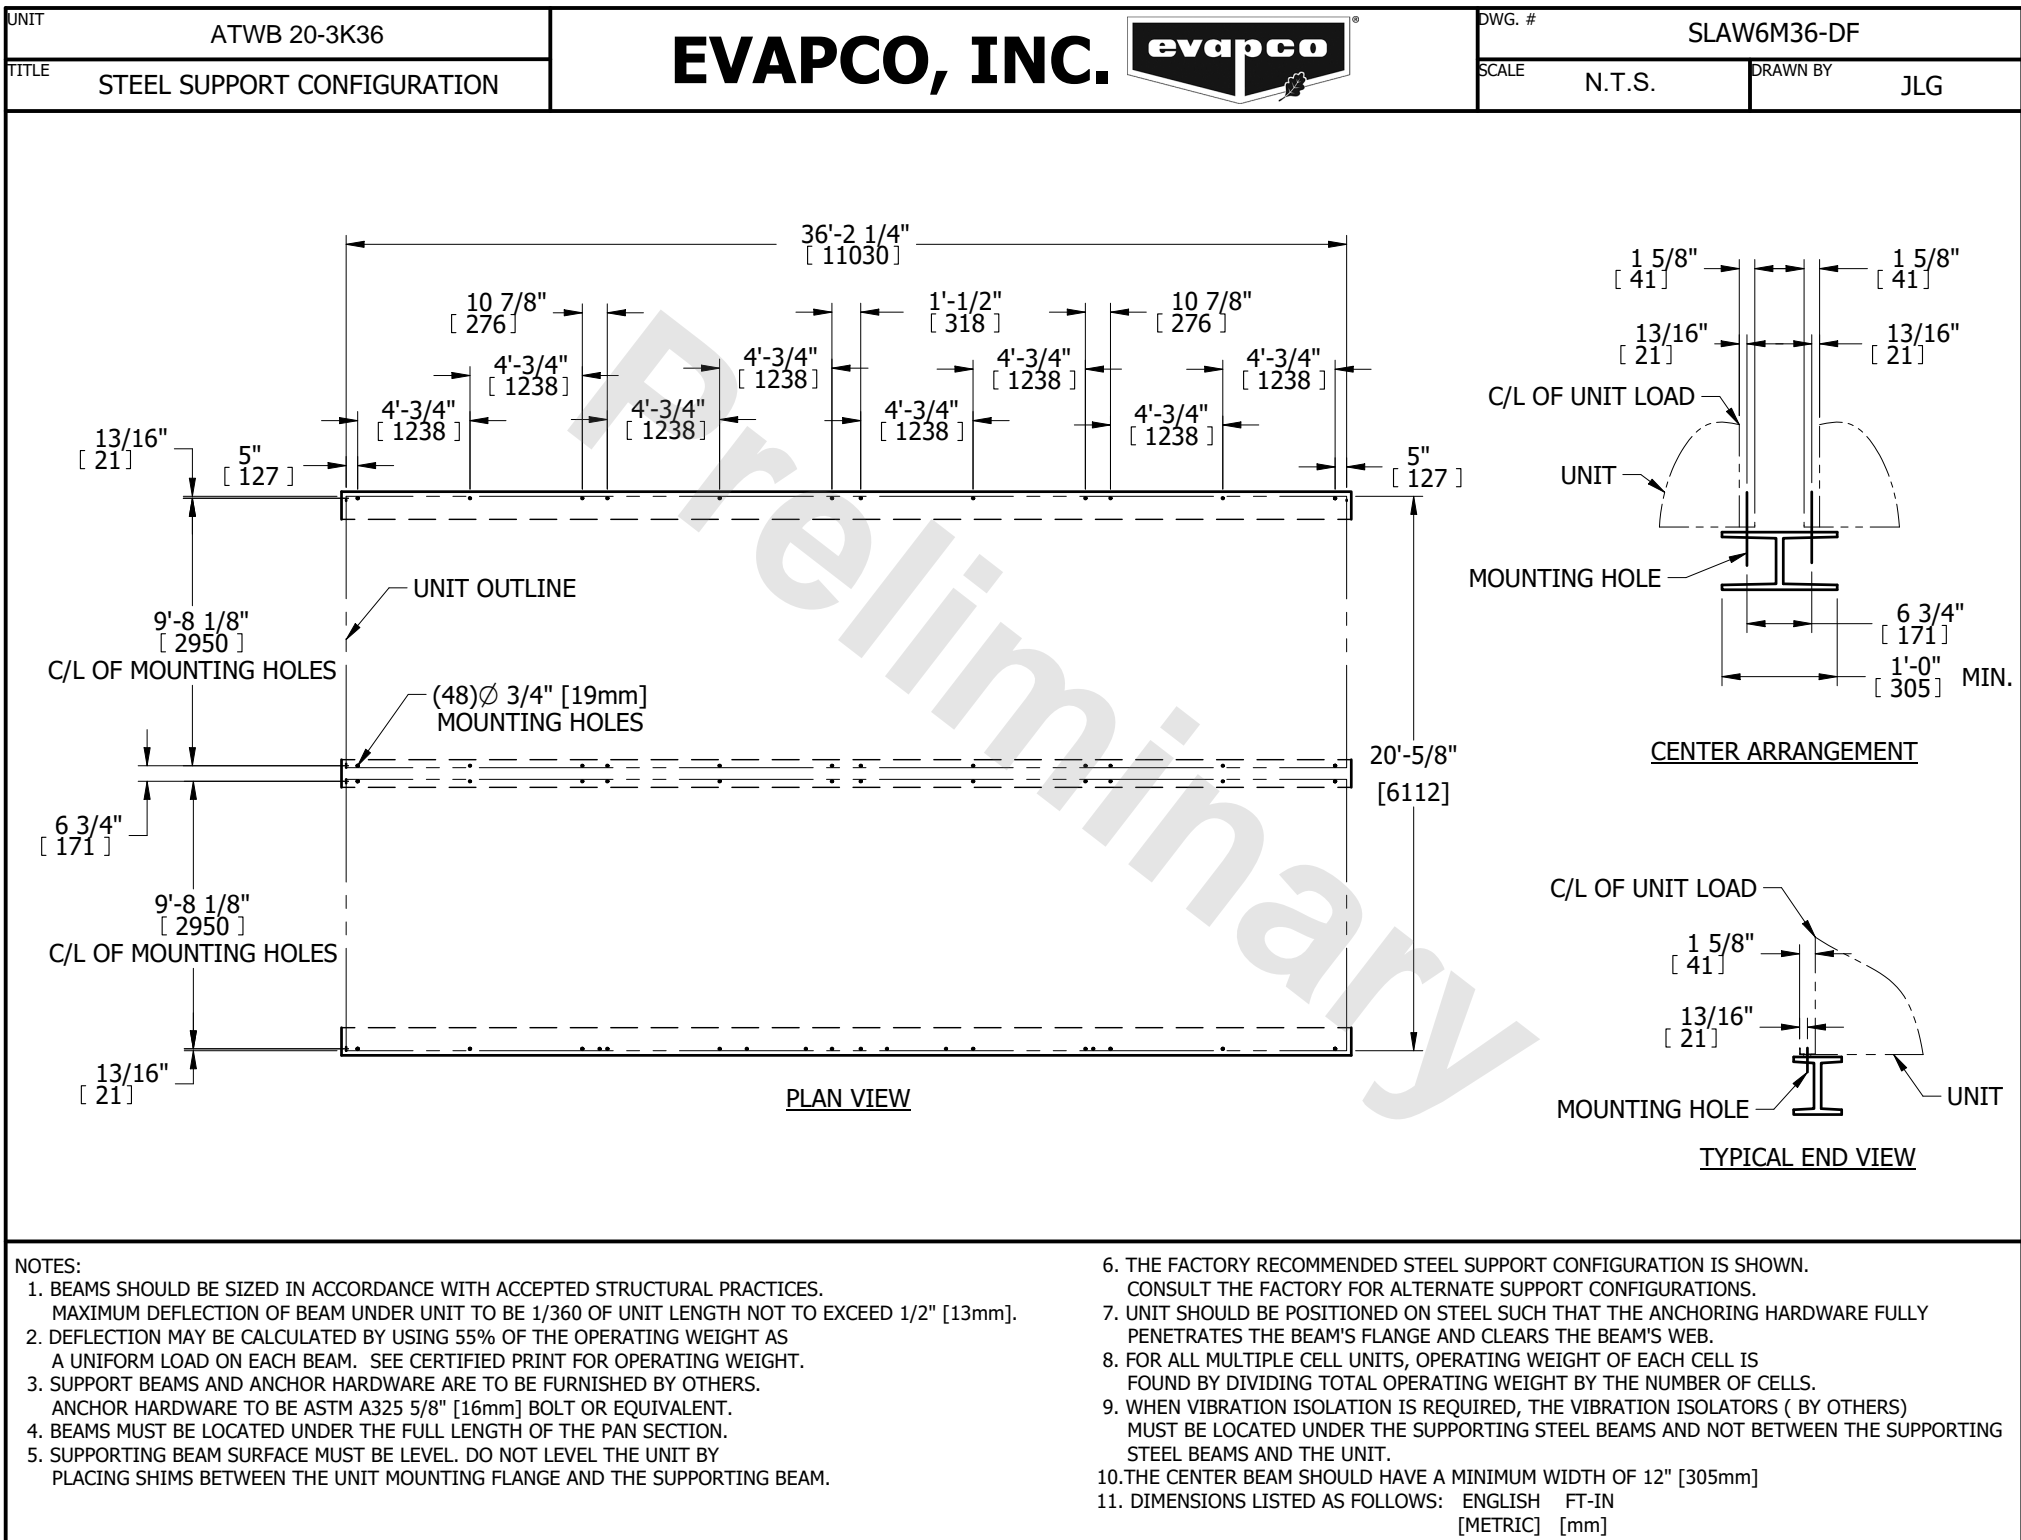 UNIT
ATWB 20-3K36
TITLE
STEEL SUPPORT CONFIGURATION
EVAPCO, INC.
evapco
®
DWG. #
SLAW6M36-DF
SCALE
N.T.S.
DRAWN BY
JLG
36'-2 1/4"
[ 11030]
10 7/8"
[ 276]
1'-1/2"
[ 318 ]
10 7/8"
[ 276 ]
4'-3/4"
[ 1238]
4'-3/4"
[ 1238]
4'-3/4"
[ 1238]
4'-3/4"
[ 1238]
4'-3/4"
[ 1238 ]
4'-3/4"
[ 1238]
4'-3/4"
[ 1238]
4'-3/4"
[ 1238]
13/16"
[ 21]
5"
[ 127 ]
5"
[ 127 ]
UNIT OUTLINE
9'-8 1/8"
[ 2950 ]
C/L OF MOUNTING HOLES
(48)Ø 3/4" [19mm]
MOUNTING HOLES
20'-5/8"
[6112]
6 3/4"
[ 171 ]
9'-8 1/8"
[ 2950 ]
C/L OF MOUNTING HOLES
13/16"
[ 21]
PLAN VIEW
Preliminary
1 5/8"
[ 41]
1 5/8"
[ 41]
13/16"
[ 21]
13/16"
[ 21]
C/L OF UNIT LOAD
UNIT
MOUNTING HOLE
6 3/4"
[ 171]
1'-0"
[ 305]
MIN.
CENTER ARRANGEMENT
C/L OF UNIT LOAD
1 5/8"
[ 41]
13/16"
[ 21]
MOUNTING HOLE
UNIT
TYPICAL END VIEW
NOTES:
1. BEAMS SHOULD BE SIZED IN ACCORDANCE WITH ACCEPTED STRUCTURAL PRACTICES.
MAXIMUM DEFLECTION OF BEAM UNDER UNIT TO BE 1/360 OF UNIT LENGTH NOT TO EXCEED 1/2" [13mm].
2. DEFLECTION MAY BE CALCULATED BY USING 55% OF THE OPERATING WEIGHT AS
A UNIFORM LOAD ON EACH BEAM. SEE CERTIFIED PRINT FOR OPERATING WEIGHT.
3. SUPPORT BEAMS AND ANCHOR HARDWARE ARE TO BE FURNISHED BY OTHERS.
ANCHOR HARDWARE TO BE ASTM A325 5/8" [16mm] BOLT OR EQUIVALENT.
4. BEAMS MUST BE LOCATED UNDER THE FULL LENGTH OF THE PAN SECTION.
5. SUPPORTING BEAM SURFACE MUST BE LEVEL. DO NOT LEVEL THE UNIT BY
PLACING SHIMS BETWEEN THE UNIT MOUNTING FLANGE AND THE SUPPORTING BEAM.
6. THE FACTORY RECOMMENDED STEEL SUPPORT CONFIGURATION IS SHOWN.
CONSULT THE FACTORY FOR ALTERNATE SUPPORT CONFIGURATIONS.
7. UNIT SHOULD BE POSITIONED ON STEEL SUCH THAT THE ANCHORING HARDWARE FULLY
PENETRATES THE BEAM'S FLANGE AND CLEARS THE BEAM'S WEB.
8. FOR ALL MULTIPLE CELL UNITS, OPERATING WEIGHT OF EACH CELL IS
FOUND BY DIVIDING TOTAL OPERATING WEIGHT BY THE NUMBER OF CELLS.
9. WHEN VIBRATION ISOLATION IS REQUIRED, THE VIBRATION ISOLATORS ( BY OTHERS)
MUST BE LOCATED UNDER THE SUPPORTING STEEL BEAMS AND NOT BETWEEN THE SUPPORTING
STEEL BEAMS AND THE UNIT.
10.THE CENTER BEAM SHOULD HAVE A MINIMUM WIDTH OF 12" [305mm]
11. DIMENSIONS LISTED AS FOLLOWS: ENGLISH FT-IN
[METRIC] [mm]